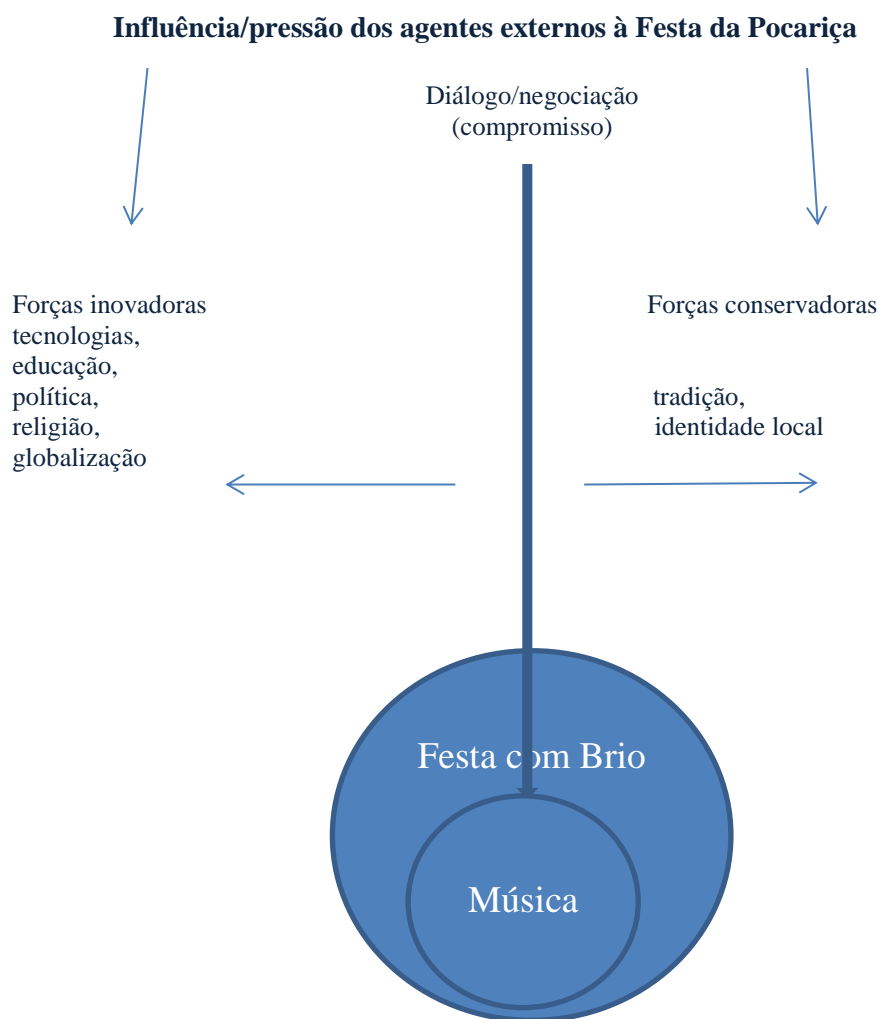 Influência/pressão dos agentes externos à Festa da Pocariça
Diálogo/negociação
(compromisso)
Forças inovadoras
tecnologias,
educação,
política,
religião,
globalização
Forças conservadoras
tradição,
identidade local
Festa com Brio
Música